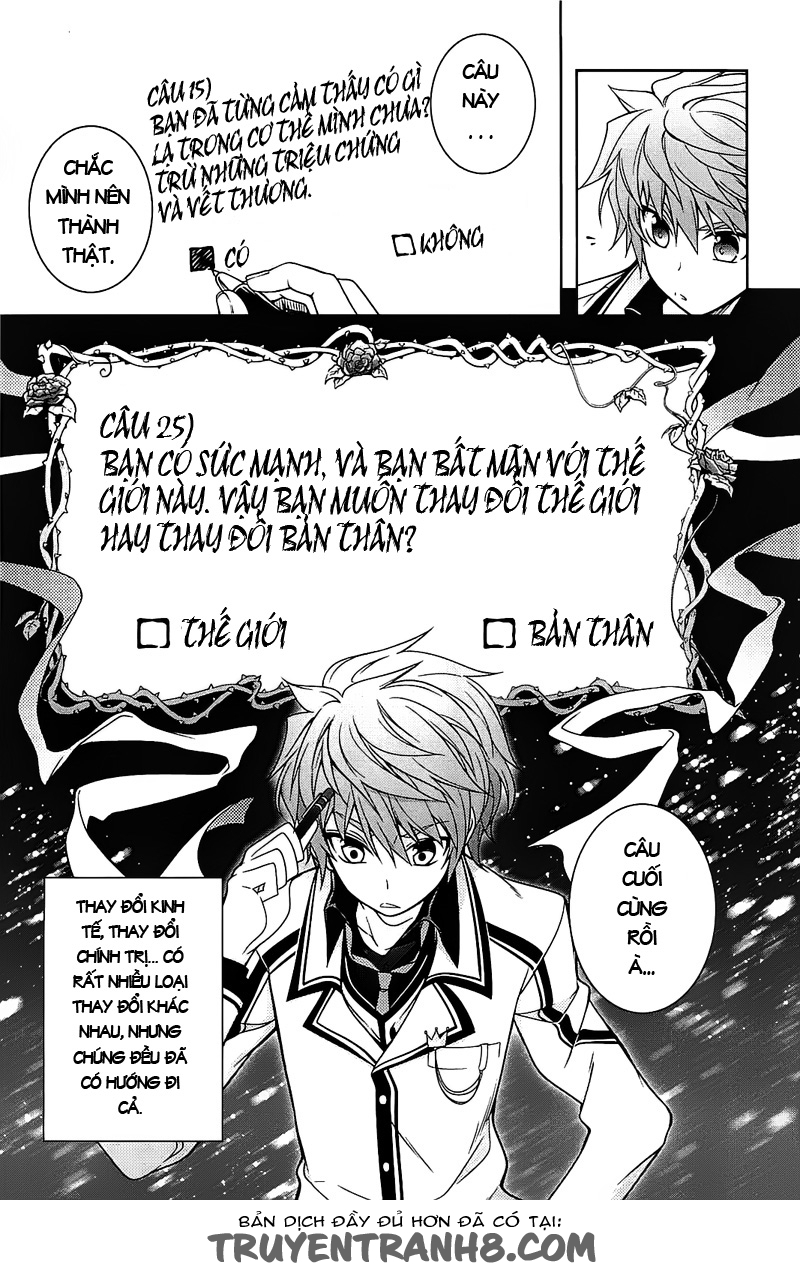 CÂU
NÀY
...
CÂU 15)
BẠN ĐÃ TỪNG CẢM THẤY CÓ GÌ
LẠ TRONG CƠ THỂ MÌNH CHƯA?
TRỪ NHỮNG TRIỆU CHỨNG
VÀ VẾT THƯƠNG.
CHẮC
MÌNH NÊN
THÀNH
THẬT.
CÓ
KHÔNG
CÂU 25)
BẠN CÓ SỨC MẠNH, VÀ BẠN BẤT MÃN VỚI THẾ
GIỚI NÀY. VẬY BẠN MUỐN THAY ĐỔI THẾ GIỚI
HAY THAY ĐỔI BẢN THÂN?
THẾ GIỚI
BẢN THÂN
CÂU
CUỐI
CÙNG
RỒI
À...
THAY ĐỔI KINH
TẾ, THAY ĐỔI
CHÍNH TRỊ... CÓ
RẤT NHIỀU LOẠI
THAY ĐỔI KHÁC
NHAU, NHƯNG
CHÚNG ĐỀU ĐÃ
CÓ HƯỚNG ĐI
CẢ.
BẢN DỊCH ĐẦY ĐỦ HƠN ĐÃ CÓ TẠI:
TRUYENTRANH8.COM